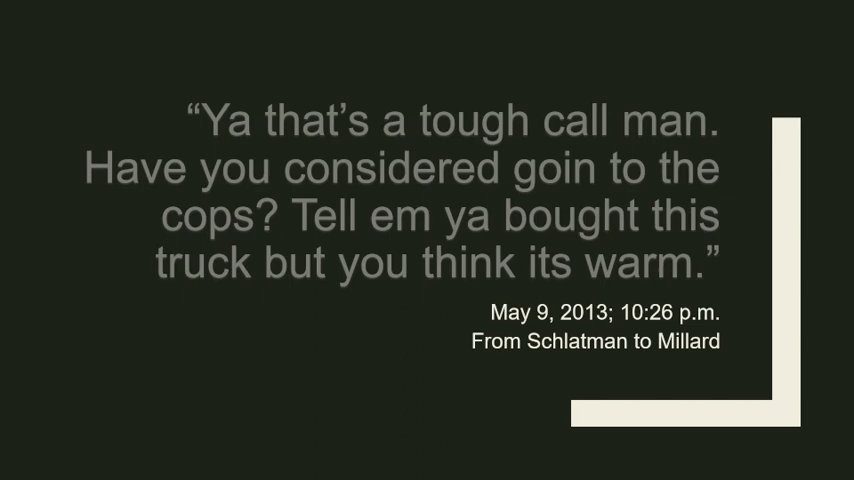 “Ya that’s a tough call man.
Have you considered goin to the
cops? Tell em ya bought this
truck but you think its warm.”
May 9, 2013; 10:26 p.m.
From Schlatman to Millard